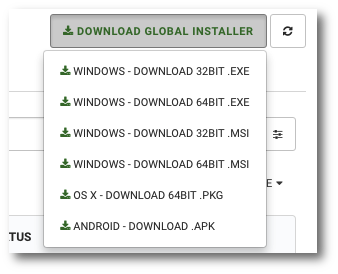 DOWNLOAD GLOBAL INSTALLER
WINDOWS - DOWNLOAD 32BIT .EXE
WINDOWS - DOWNLOAD 64BIT .EXE
WINDOWS - DOWNLOAD 32BIT .MSI
WINDOWS - DOWNLOAD 64BIT .MSI
OS X - DOWNLOAD 64BIT .PKG
E
ANDROID - DOWNLOAD .APK
TUS